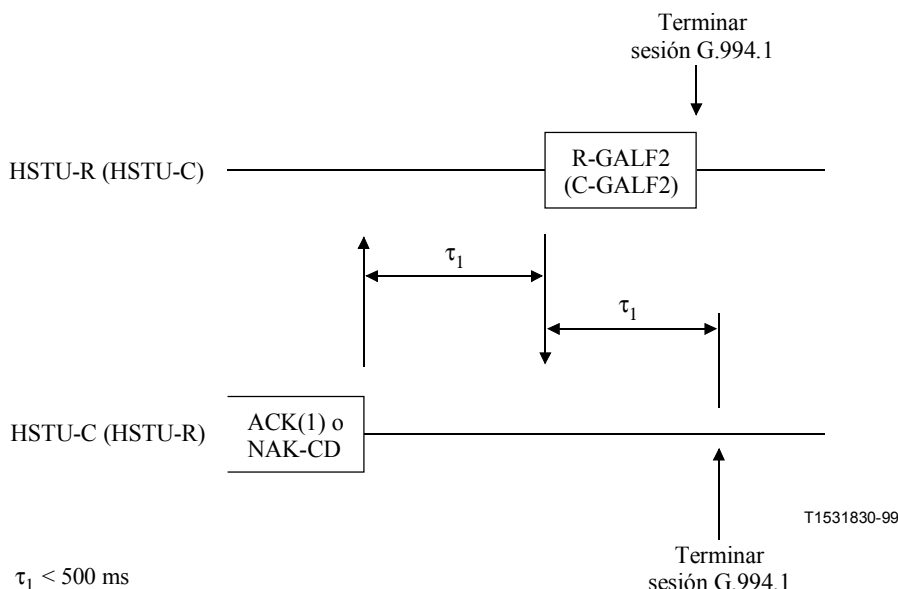 Terminar
sesión G.994.1
HSTU-R (HSTU-C)
R-GALF2
(C-GALF2)
τ1
τ1
HSTU-C (HSTU-R)
ACK(1) o
NAK-CD
T1531830-99
Terminar
sesión G.994.1
τ1 < 500 ms